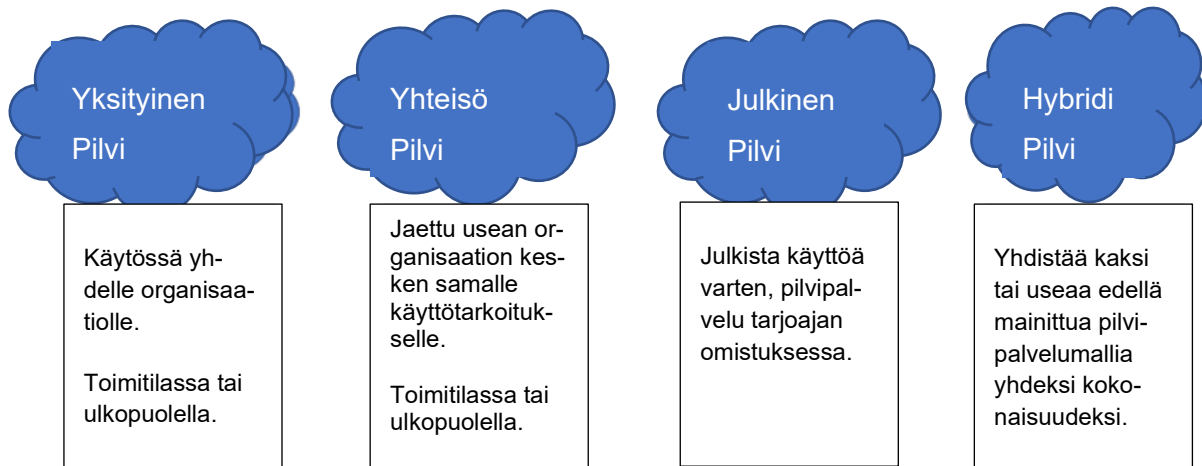 Yksityinen
Pilvi
Käytössä yh-
delle organisaa-
tiolle.
Toimitilassa tai
ulkopuolella.
Yhteisö
Pilvi
Jaettu usean or-
ganisaation kes-
ken samalle
käyttötarkoituk-
selle.
Toimitilassa tai
ulkopuolella.
Julkinen
Pilvi
Julkista käyttöä
varten, pilvipal-
velu tarjoajan
omistuksessa.
Hybridi
Pilvi
Yhdistää kaksi
tai useaa edellä
mainittua pilvi-
palvelumallia
yhdeksi koko-
naisuudeksi.